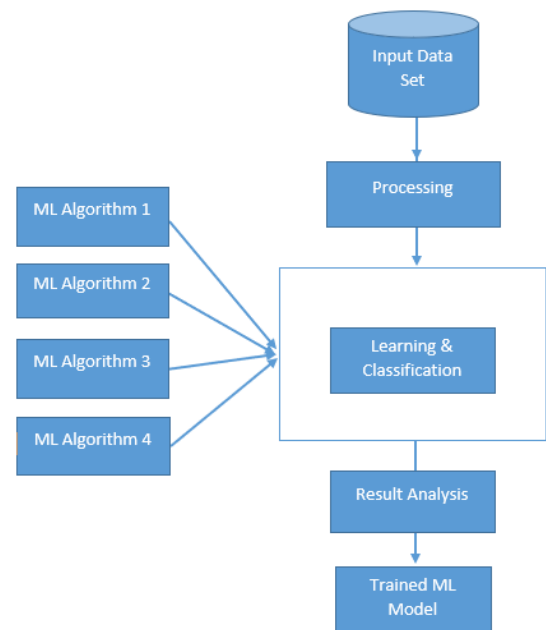 Input Data
Set
Processing
ML Algorithm 1
ML Algorithm 2
ML Algorithm 3
ML Algorithm 4
Learning &
Classification
Result Analysis
Trained ML
Model